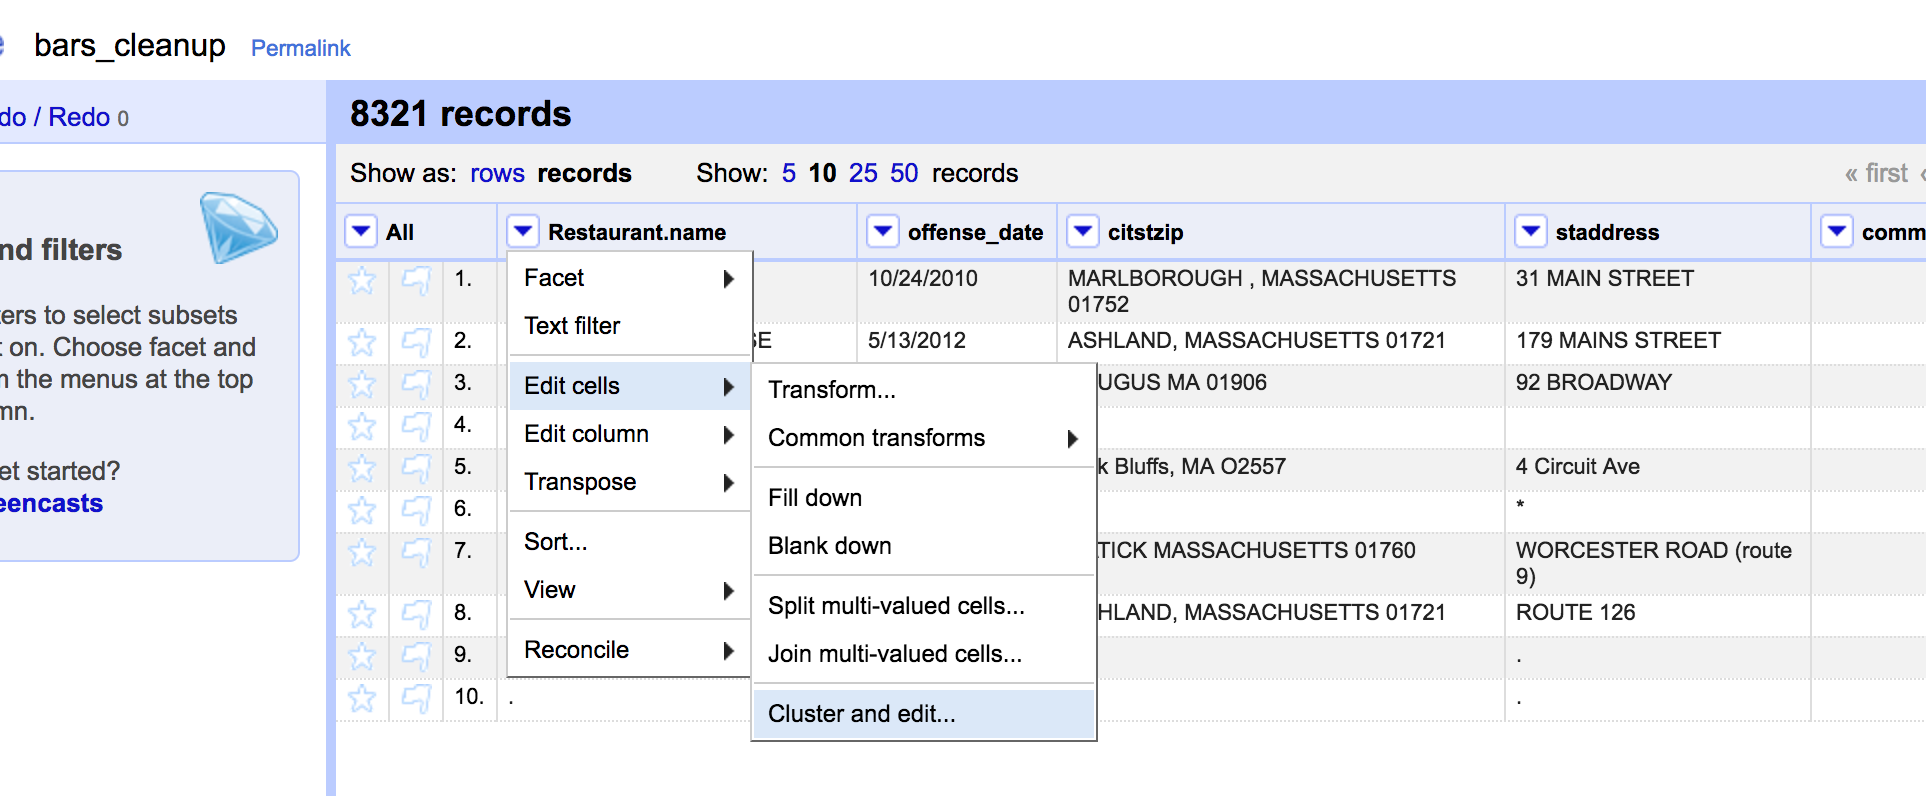 bars_cleanup Permalink
do / Redo 0
8321 records
Show as: rows records Show: 5 10 25 50 records « first ‹
All Restaurant.name offense_date citstzip staddress comm
nd filters
ters to select subsets
t on. Choose facet and
m the menus at the top
mn.
et started?
eencasts
Facet
Text filter
Edit cells
Edit column
Transpose
Sort...
View
Reconcile
Transform...
Common transforms
Fill down
Blank down
Split multi-valued cells...
Join multi-valued cells...
Cluster and edit...
1. 10/24/2010 MARLBOROUGH , MASSACHUSETTS 31 MAIN STREET
01752
2. SE 5/13/2012 ASHLAND, MASSACHUSETTS 01721 179 MAINS STREET
3. UGUS MA 01906 92 BROADWAY
4.
5. k Bluffs, MA O2557 4 Circuit Ave
6. *
7. TICK MASSACHUSETTS 01760 WORCESTER ROAD (route
9)
8. HLAND, MASSACHUSETTS 01721 ROUTE 126
9. .
10. . .